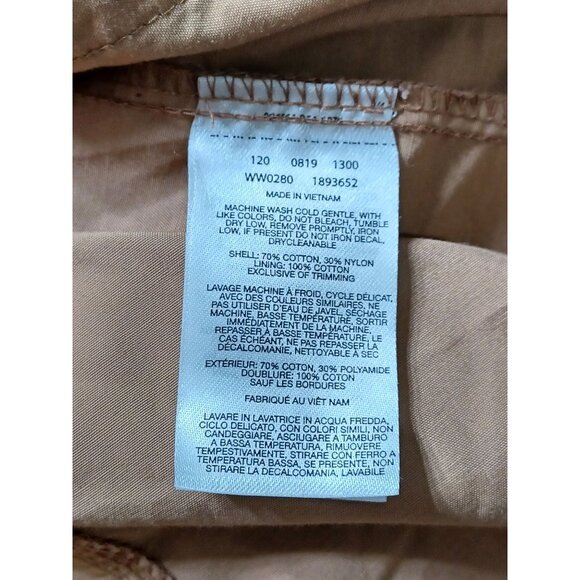 120 0819 1300
WW0280 1893652
MADE IN VIETNAM
MACHINE WASH COLD GENTLE, WITH
LIKE COLORS, DO NOT BLEACH, TUMBLE
DRY LOW, REMOVE PROMPTLY, IRON
LOW, IF PRESENT DO NOT IRON DECAL,
DRYCLEANABLE
SHELL: 70% COTTON, 30% NYLON
LINING: 100% COTTON
EXCLUSIVE OF TRIMMING
LAVAGE MACHINE À FROID, CYCLE DÉLICAT,
AVEC DES COULEURS SIMILAIRES, NE
PAS UTILISER D'EAU DE JAVEL, SÉCHAGE
MACHINE, BASSE TEMPÉRATURE, SORTIR
IMMÉDIATEMENT DE LA MACHINE,
REPASSER À BASSE TEMPÉRATURE, LE
CAS ÉCHÉANT, NE PAS REPASSER LE
DÉCALCOMANIE, NETTOYABLE À SEC
EXTÉRIEUR: 70% COTON, 30% POLYAMIDE
DOUBLURE: 100% COTON
SAUF LES BORDURES
FABRIQUÉ AU VIÊT NAM
LAVARE IN LAVATRICE IN ACQUA FREDDA,
CICLO DELICATO, CON COLORI SIMILI, NON
CANDEGGIARE, ASCIUGARE A TAMBURO
A BASSA TEMPERATURA, RIMUOVERE
TEMPESTIVAMENTE, STIRARE CON FERRO A
TEMPERATURA BASSA, SE PRESENTE, NON
STIRARE LA DECALCOMANIA, LAVABILE